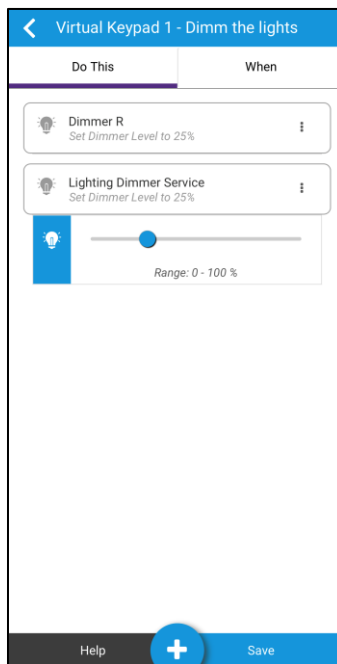 Virtual Keypad 1 - Dimm the lights
Do This
When
Dimmer R
Set Dimmer Level to 25%
Lighting Dimmer Service
Set Dimmer Level to 25%
Range: 0 - 100 %
Help
Save